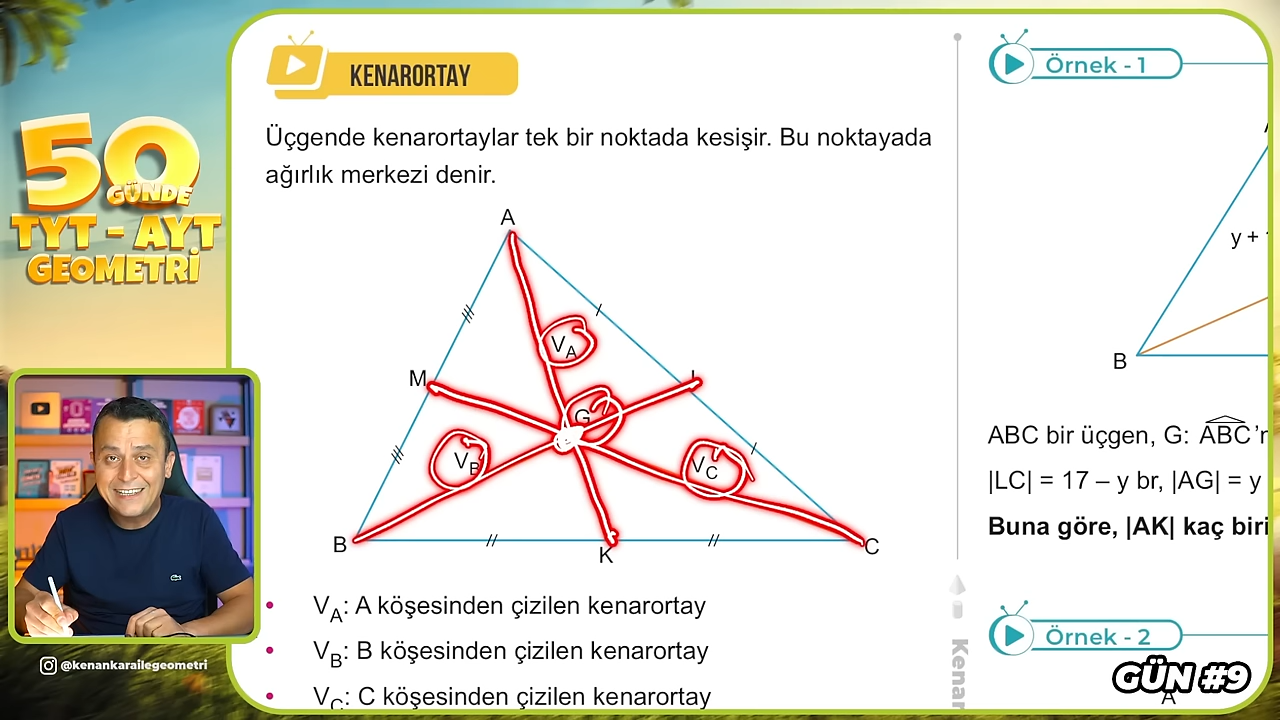 50
GÜNDE
TYT - AYT
GEOMETRİ
@kenankarailegeometri
KENARORTAY
Üçgende kenarortaylar tek bir noktada kesişir. Bu noktayada
ağırlık merkezi denir.
A
V_A
M
L
G
V_B
V_C
B
K
C
• V_A: A köşesinden çizilen kenarortay
• V_B: B köşesinden çizilen kenarortay
• V_C: C köşesinden çizilen kenarortay
Kenar
Örnek - 1
y +
B
ABC bir üçgen, G: ABC'
|LC| = 17 – y br, |AG| = y
Buna göre, |AK| kaç biri
Örnek - 2
A
GÜN #9